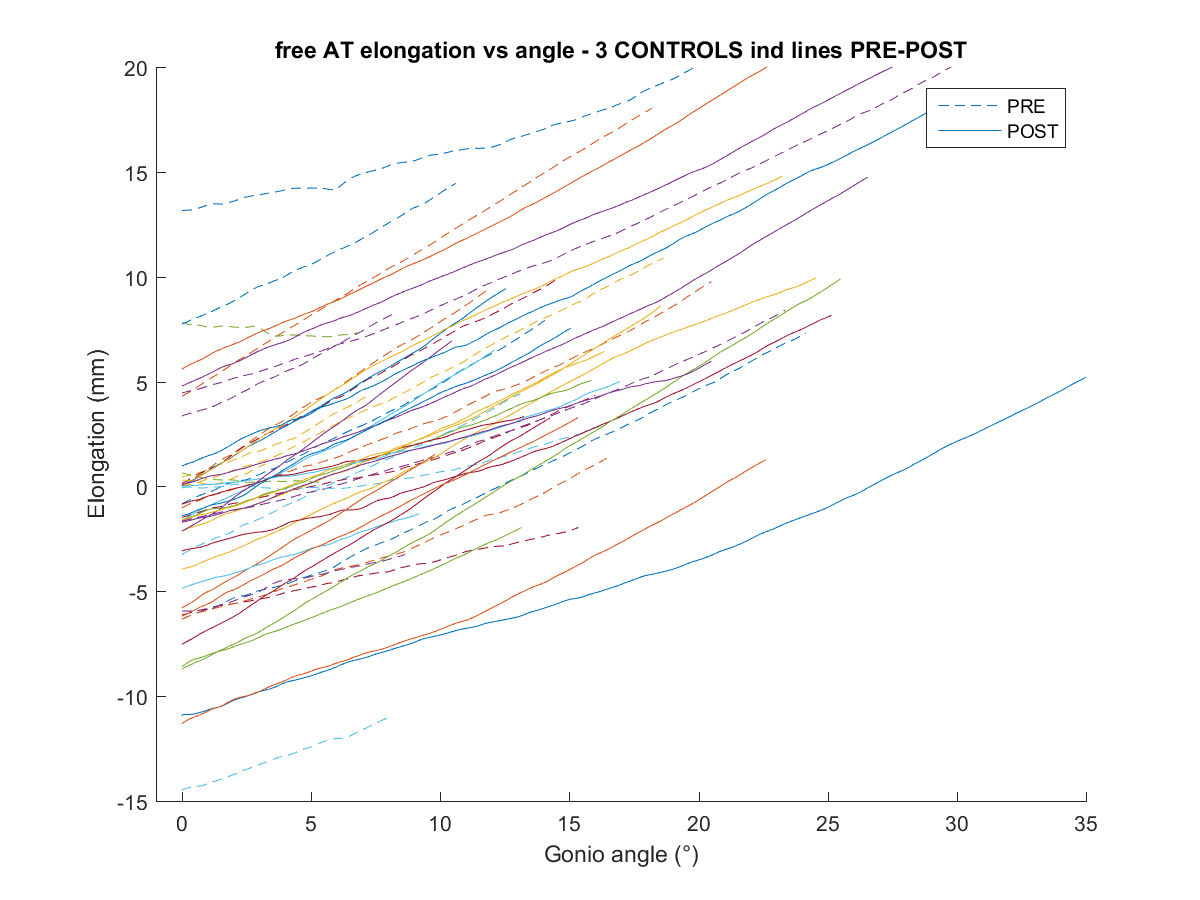 free AT elongation vs angle - 3 CONTROLS ind lines PRE-POST
20
15
10
5
0
-5
-10
-15
Elongation (mm)
PRE
POST
0 5 10 15 20 25 30 35
Gonio angle (°)